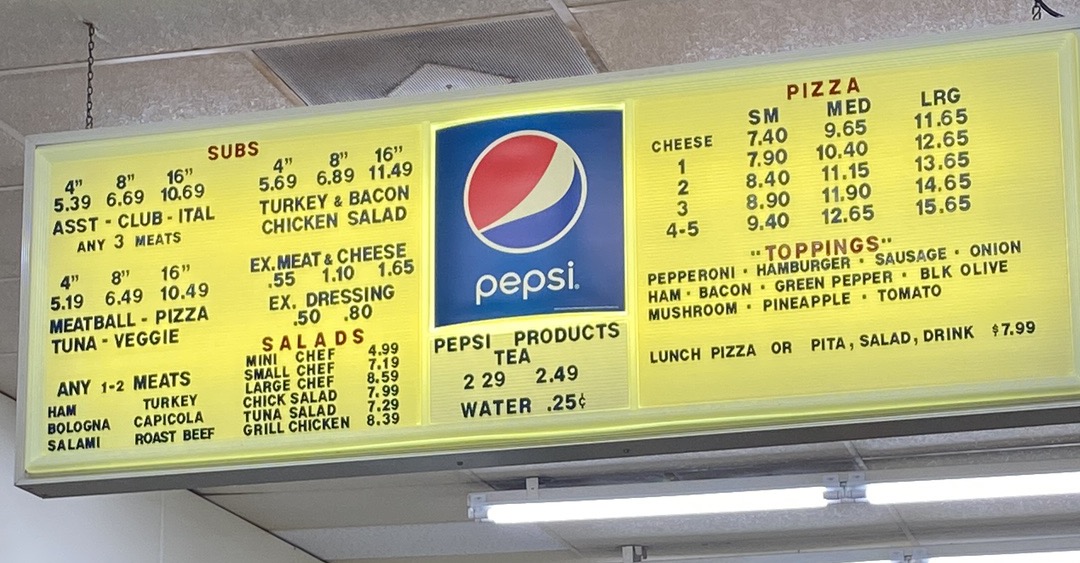 SUBS
4” 8” 16”
5.39 6.69 10.69
ASST - CLUB - ITAL
ANY 3 MEATS
4” 8” 16”
5.19 6.49 10.49
MEATBALL - PIZZA
TUNA - VEGGIE
ANY 1-2 MEATS
HAM TURKEY
BOLOGNA CAPICOLA
SALAMI ROAST BEEF
4” 8” 16”
5.69 6.89 11.49
TURKEY & BACON
CHICKEN SALAD
EX.MEAT & CHEESE
.55 1.10 1.65
EX. DRESSING
.50 .80
SALADS
MINI CHEF 4.99
SMALL CHEF 7.19
LARGE CHEF 8.59
CHICK SALAD 7.99
TUNA SALAD 7.29
GRILL CHICKEN 8.39
pepsi.
PEPSI PRODUCTS
TEA
2 29 2.49
WATER .25¢
PIZZA
SM MED LRG
CHEESE 7.40 9.65 11.65
1 7.90 10.40 12.65
2 8.40 11.15 13.65
3 8.90 11.90 14.65
4-5 9.40 12.65 15.65
"TOPPINGS"
PEPPERONI · HAMBURGER · SAUSAGE · ONION
HAM · BACON · GREEN PEPPER · BLK OLIVE
MUSHROOM · PINEAPPLE · TOMATO
LUNCH PIZZA OR PITA, SALAD, DRINK $7.99